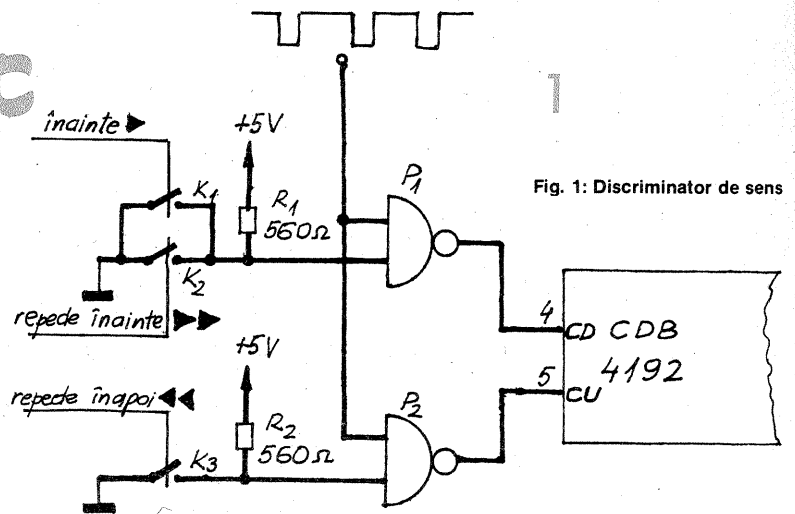 C
1
înainte ▶
+5V
K1
R1
560Ω
P1
Fig. 1: Discriminator de sens
K2
repede înainte ▶▶
4
CD CDB
4192
5
CU
+5V
repede înapoi ◀◀
R2
560Ω
P2
K3